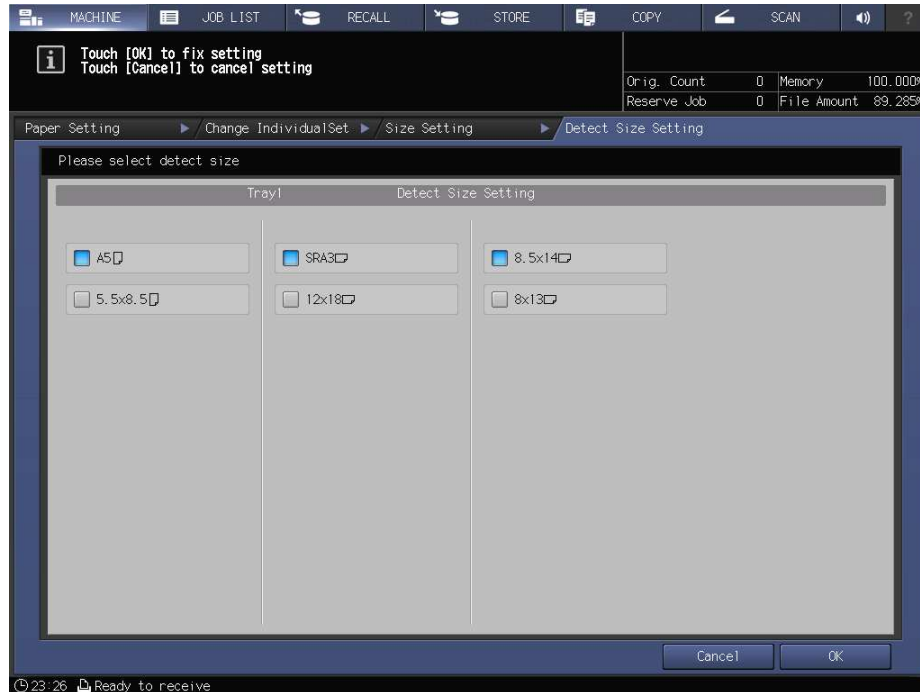 MACHINE JOB LIST RECALL STORE COPY SCAN ?
Touch [OK] to fix setting
Touch [Cancel] to cancel setting
Orig. Count 0 Memory 100.000%
Reserve Job 0 File Amount 89.285%
Paper Setting Change IndividualSet Size Setting Detect Size Setting
Please select detect size
Tray1 Detect Size Setting
A5 SRA3 8.5x14
5.5x8.5 12x18 8x13
Cancel OK
23:26 Ready to receive